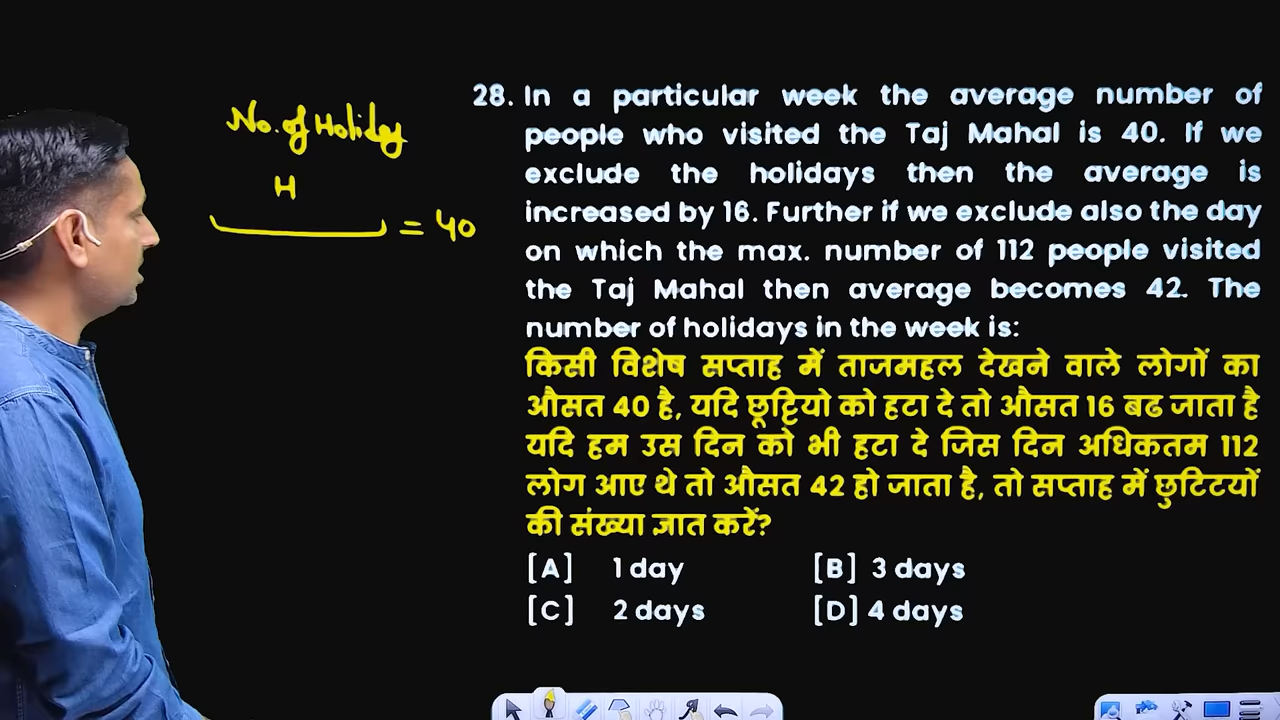 No. of Holiday
H
= 40
28. In a particular week the average number of
people who visited the Taj Mahal is 40. If we
exclude the holidays then the average is
increased by 16. Further if we exclude also the day
on which the max. number of 112 people visited
the Taj Mahal then average becomes 42. The
number of holidays in the week is:
किसी विशेष सप्ताह में ताजमहल देखने वाले लोगों का
औसत 40 है, यदि छूट्टियो को हटा दे तो औसत 16 बढ जाता है
यदि हम उस दिन को भी हटा दे जिस दिन अधिकतम 112
लोग आए थे तो औसत 42 हो जाता है, तो सप्ताह में छुटिटयों
की संख्या ज्ञात करें?
[A] 1 day [B] 3 days
[C] 2 days [D] 4 days